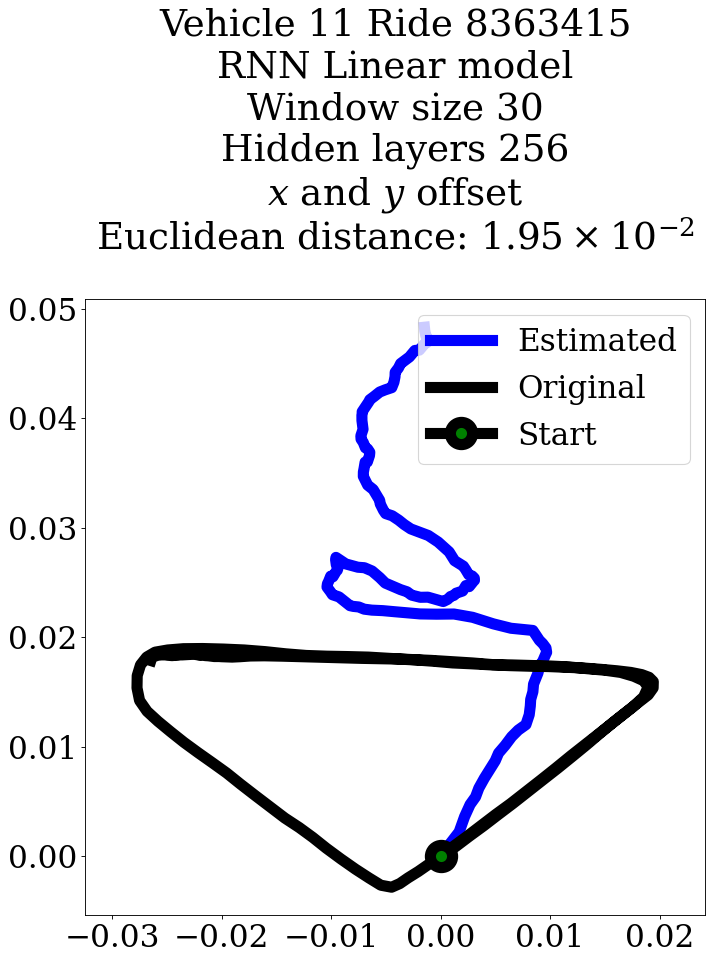 Vehicle 11 Ride 8363415
RNN Linear model
Window size 30
Hidden layers 256
x and y offset
Euclidean distance: 1.95 × 10⁻²
0.05
Estimated
0.04
Original
Start
0.03
0.02
0.01
0.00
−0.03 −0.02 −0.01 0.00 0.01 0.02